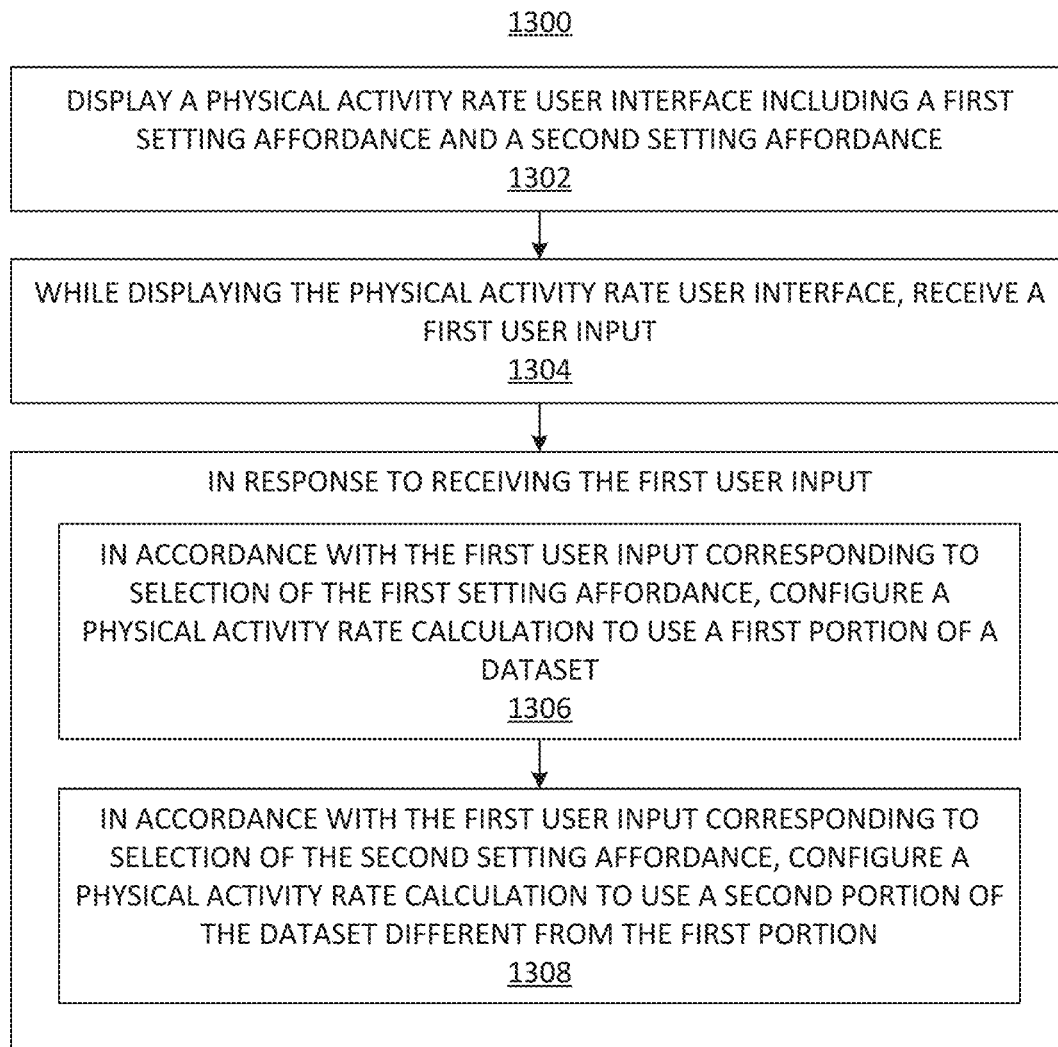 1300
DISPLAY A PHYSICAL ACTIVITY RATE USER INTERFACE INCLUDING A FIRST
SETTING AFFORDANCE AND A SECOND SETTING AFFORDANCE
1302
WHILE DISPLAYING THE PHYSICAL ACTIVITY RATE USER INTERFACE, RECEIVE A
FIRST USER INPUT
1304
IN RESPONSE TO RECEIVING THE FIRST USER INPUT
IN ACCORDANCE WITH THE FIRST USER INPUT CORRESPONDING TO
SELECTION OF THE FIRST SETTING AFFORDANCE, CONFIGURE A
PHYSICAL ACTIVITY RATE CALCULATION TO USE A FIRST PORTION OF A
DATASET
1306
IN ACCORDANCE WITH THE FIRST USER INPUT CORRESPONDING TO
SELECTION OF THE SECOND SETTING AFFORDANCE, CONFIGURE A
PHYSICAL ACTIVITY RATE CALCULATION TO USE A SECOND PORTION OF
THE DATASET DIFFERENT FROM THE FIRST PORTION
1308